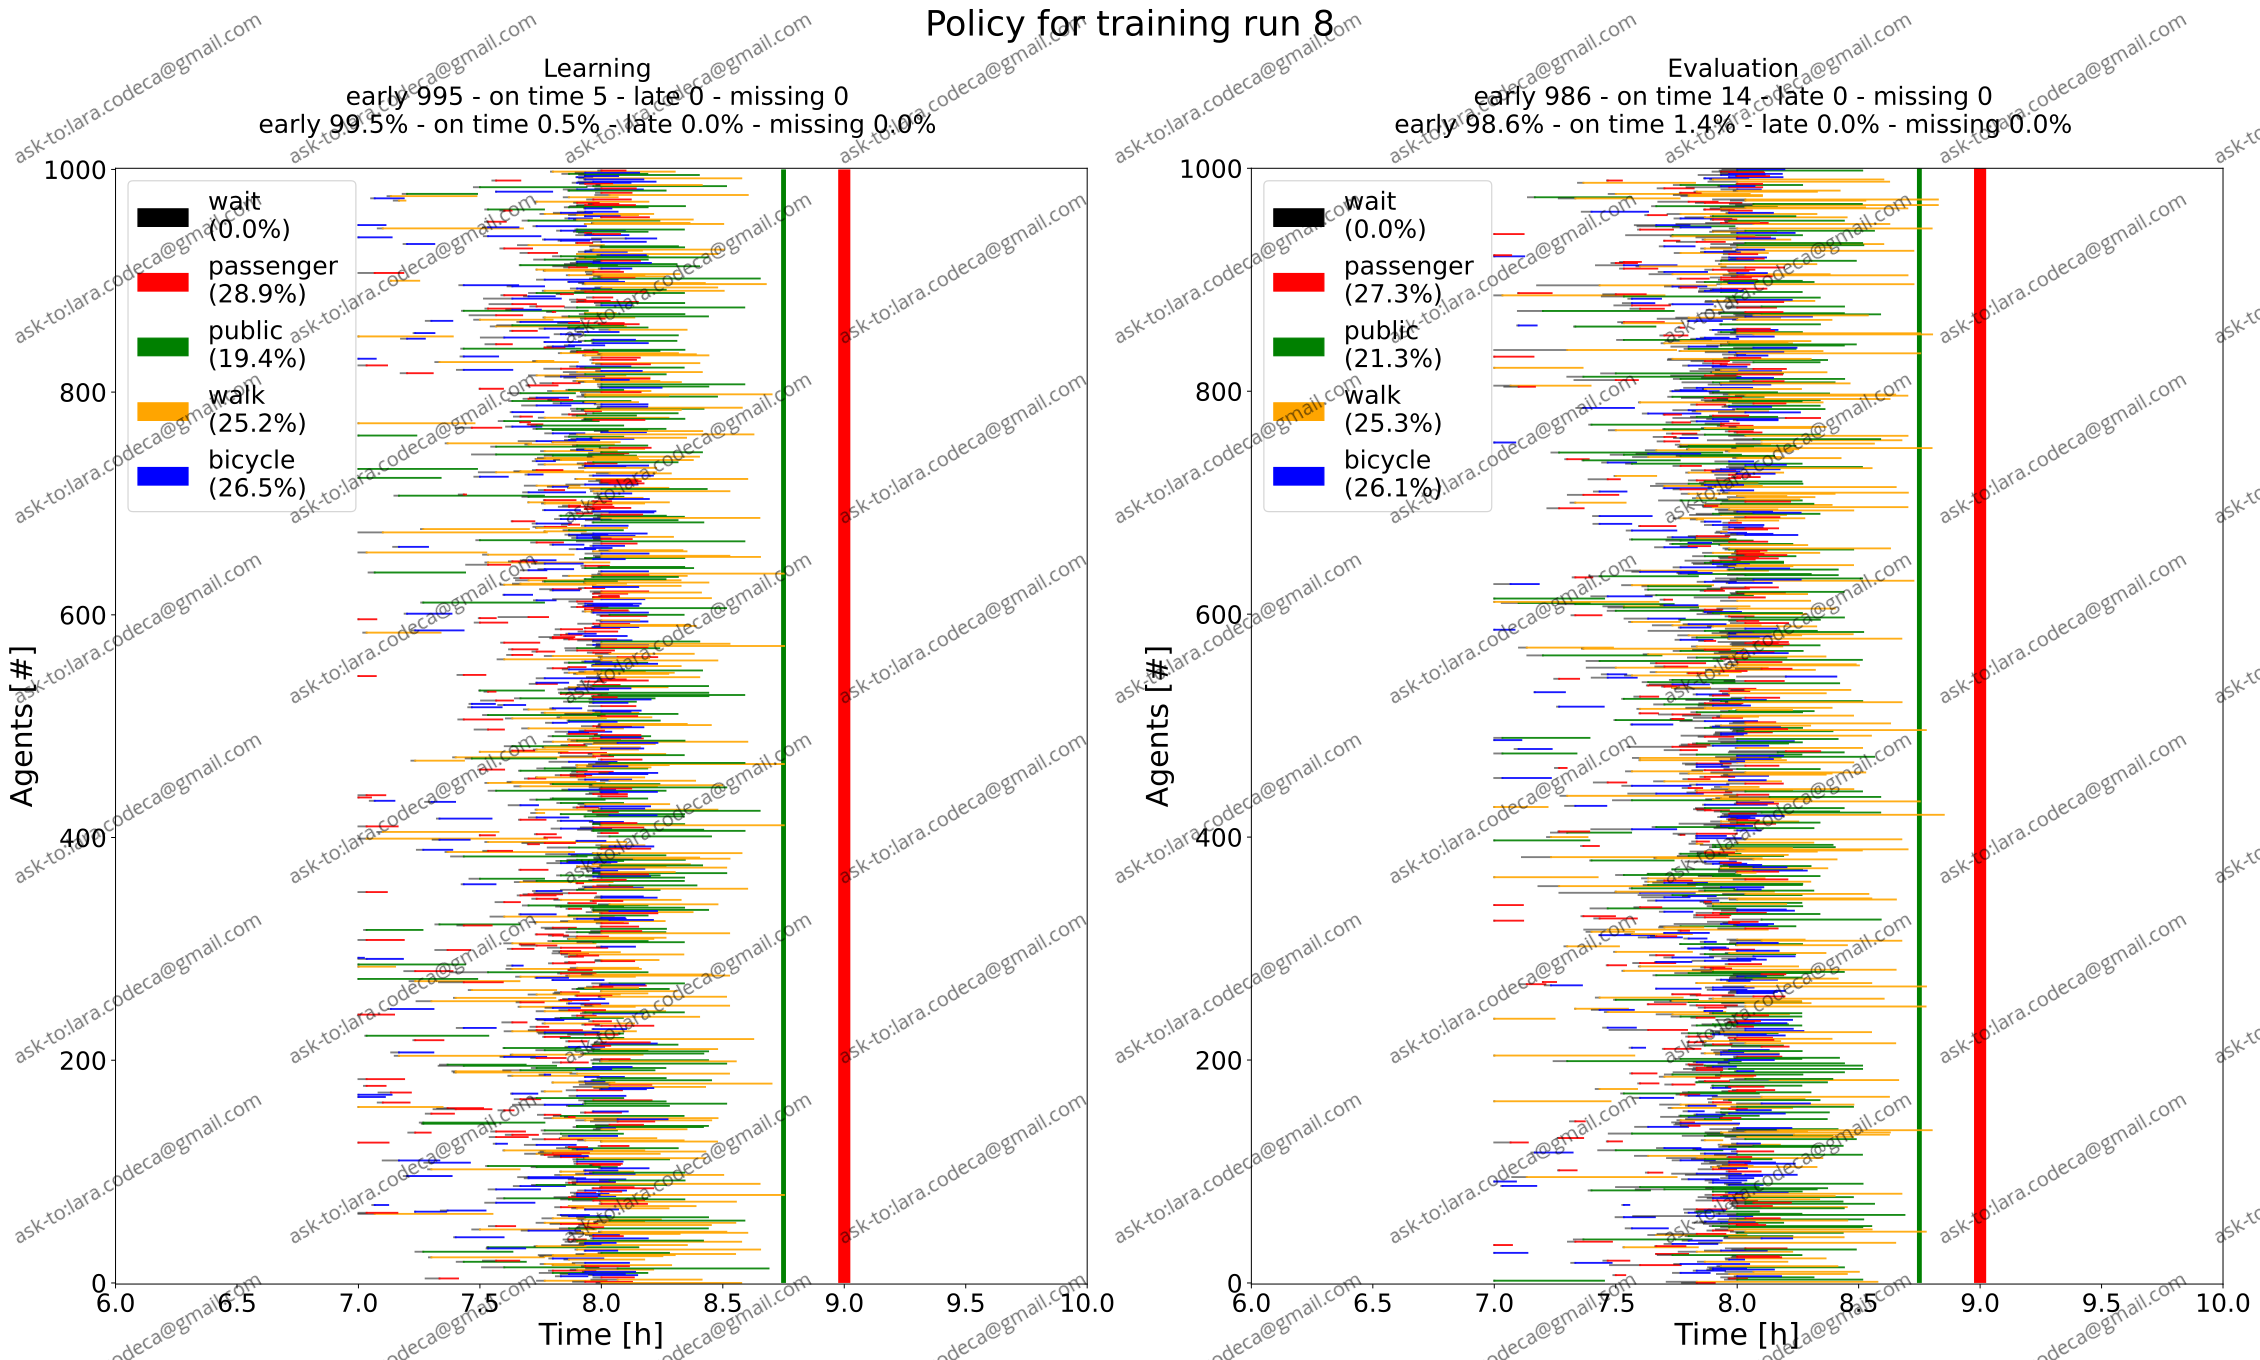 Policy for training run 8
Learning
early 995 - on time 5 - late 0 - missing 0
early 99.5% - on time 0.5% - late 0.0% - missing 0.0%
1000
800
600
400
200
0
Agents [#]
wait
(0.0%)
passenger
(28.9%)
public
(19.4%)
walk
(25.2%)
bicycle
(26.5%)
6.0 6.5 7.0 7.5 8.0 8.5 9.0 9.5 10.0
Time [h]
Evaluation
early 986 - on time 14 - late 0 - missing 0
early 98.6% - on time 1.4% - late 0.0% - missing 0.0%
1000
800
600
400
200
0
Agents [#]
wait
(0.0%)
passenger
(27.3%)
public
(21.3%)
walk
(25.3%)
bicycle
(26.1%)
6.0 6.5 7.0 7.5 8.0 8.5 9.0 9.5 10.0
Time [h]
ask-to:lara.codeca@gmail.com